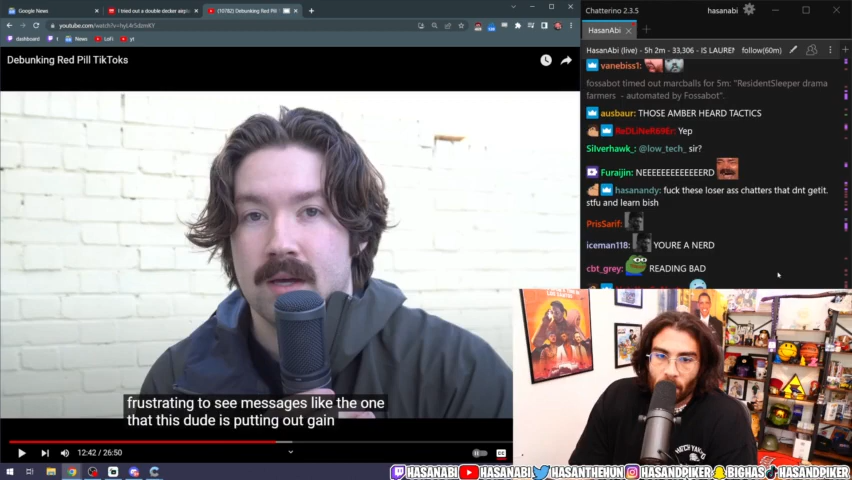 Google News
I tried out a double decker airpl
(10782) Debunking Red Pill TikToks
youtube.com/watch?v=
dashboard
t
News
LoFi
yt
Debunking Red Pill TikToks
frustrating to see messages like the one
that this dude is putting out gain
12:42 / 26:50
Chatterino 2.3.5
hasanabi
HasanAbi
HasanAbi (live) - 5h 2m - 33,306 - IS LAUREN
follow(60m)
vanebiss1:
fossabot timed out marcballs for 5m: "ResidentSleeper drama
farmers - automated by Fossabot".
ausbaur: THOSE AMBER HEARD TACTICS
ReDLiNeR69Er: Yep
Silverhawk_: @low_tech_ sir?
Furaijin: NEEEEEEEEEEEERD
hasanandy: fuck these loser ass chatters that dnt getit.
stfu and learn bish
PrisSarif:
iceman118: YOURE A NERD
cbt_grey: READING BAD
HASANABI HASANABI HASANTHEHUN HASANDPIKER BIGHAS HASANDPIKER